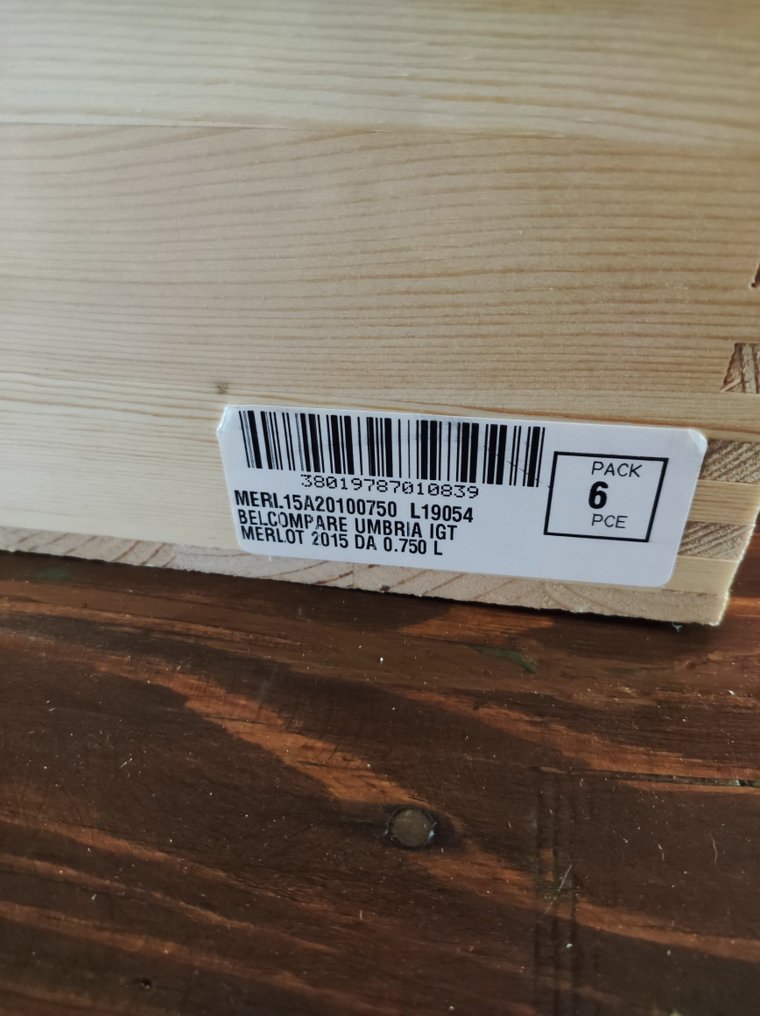 38019787010839
MERL15A20100750 L19054
BELCOMPARE UMBRIA IGT
MERLOT 2015 DA 0.750 L
PACK
6
PCE